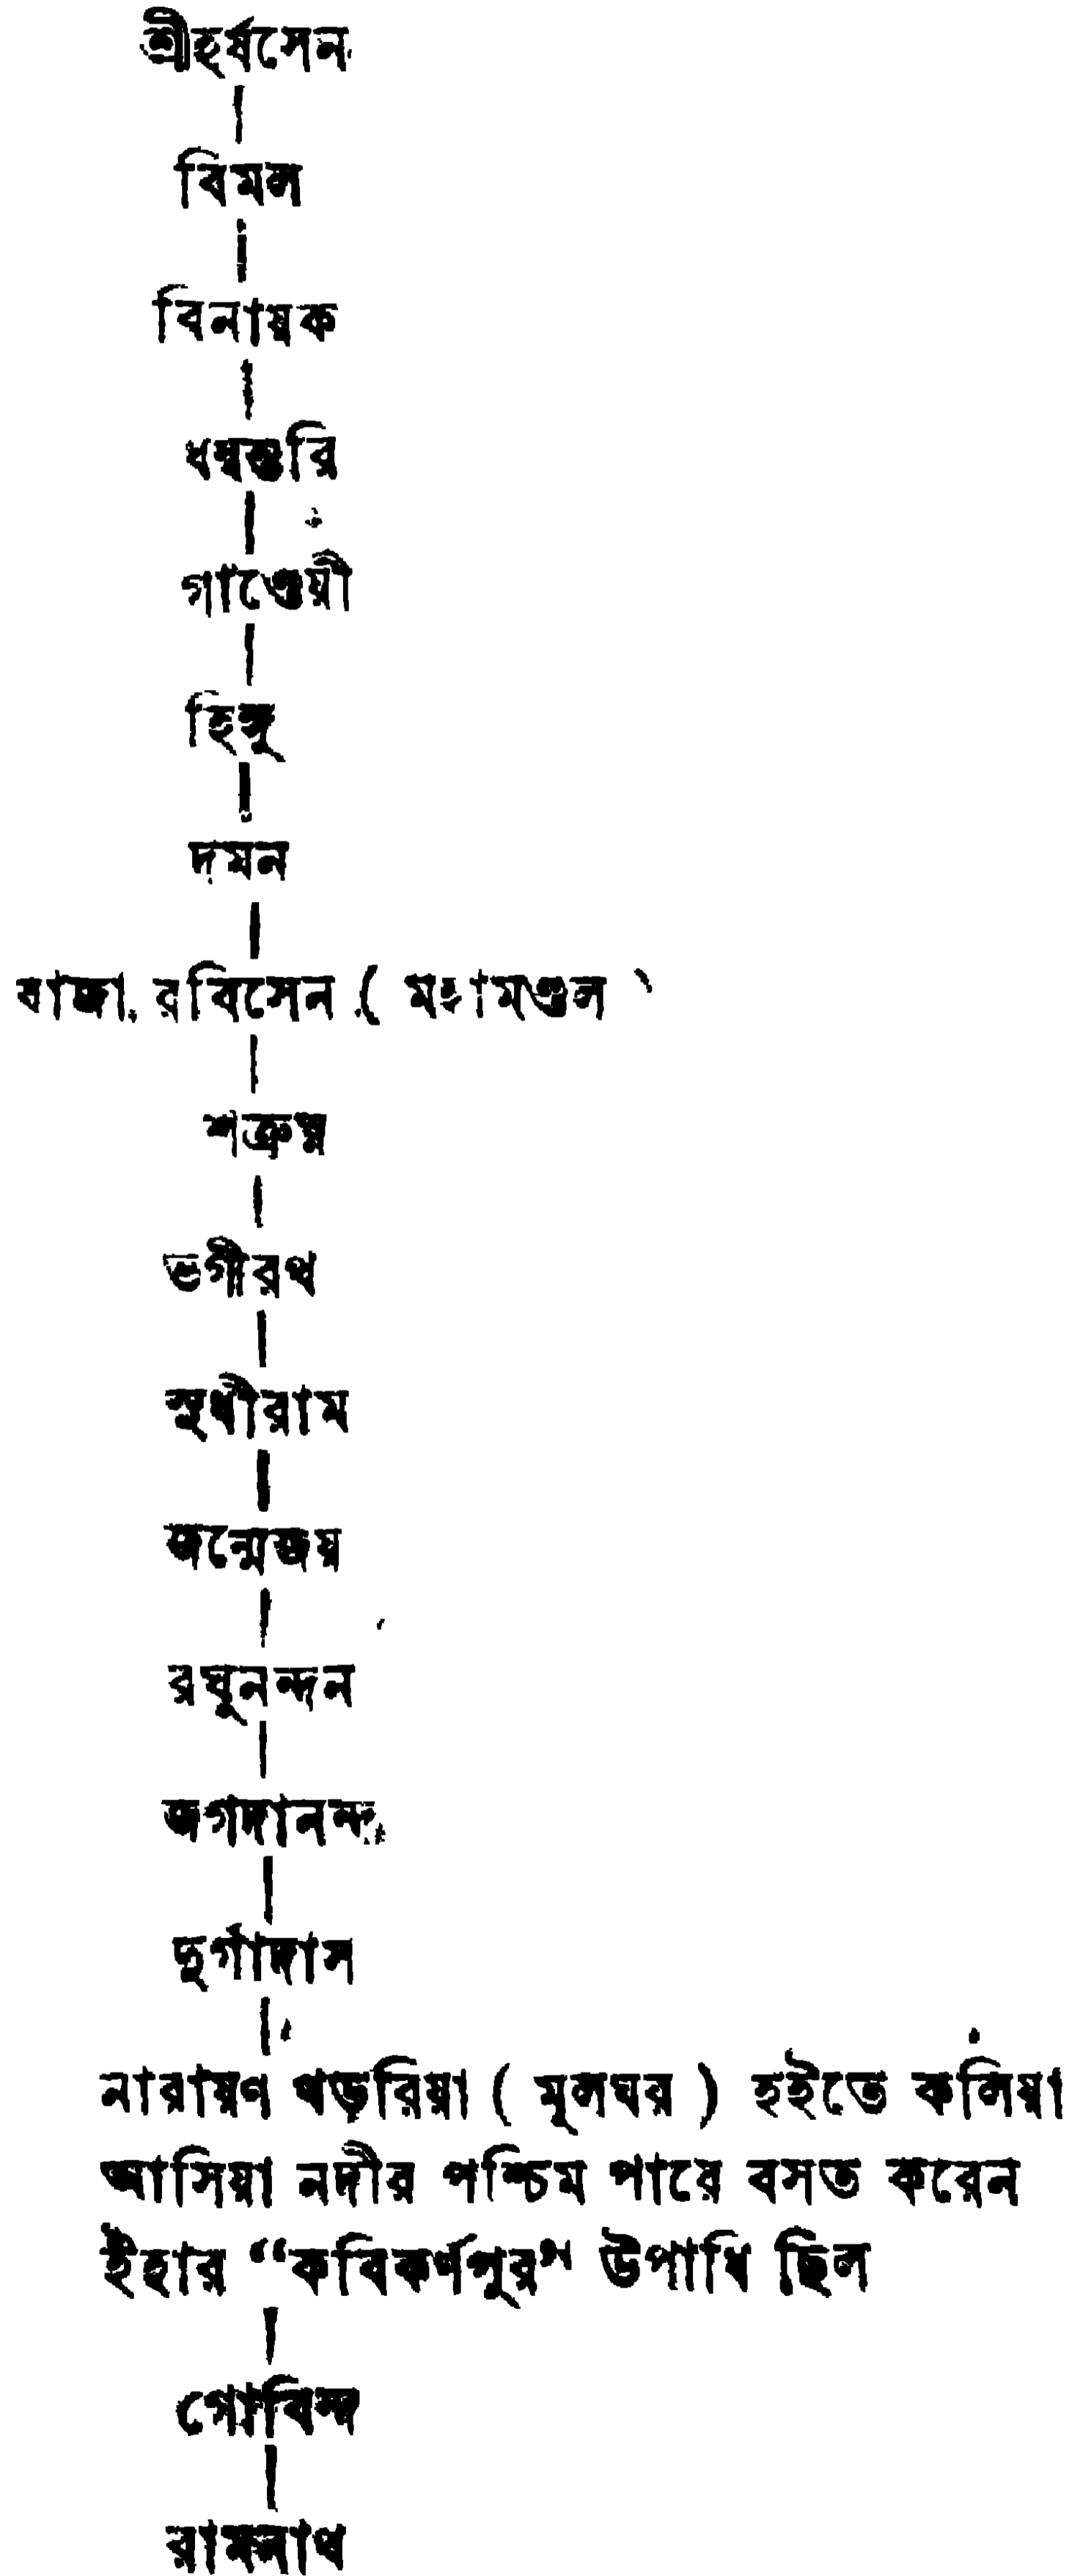 শ্রীহর্ষসেন
বিমল
বিনায়ক
ধন্বন্তরি
গাণ্ডেয়ী
হিঙ্গু
দমন
রাজা রবিসেন ( মহামণ্ডল )
শত্রুঘ্ন
ভগীরথ
সুধীরাম
জন্মেজয়
রঘুনন্দন
জগদানন্দ
দুর্গাদাস
নারায়ণ খড়রিয়া ( মূলঘর ) হইতে কলিয়া
আসিয়া নদীর পশ্চিম পারে বসত করেন
ইঁহার “কবিকর্ণপুর” উপাধি ছিল
গোবিন্দ
রামনাথ